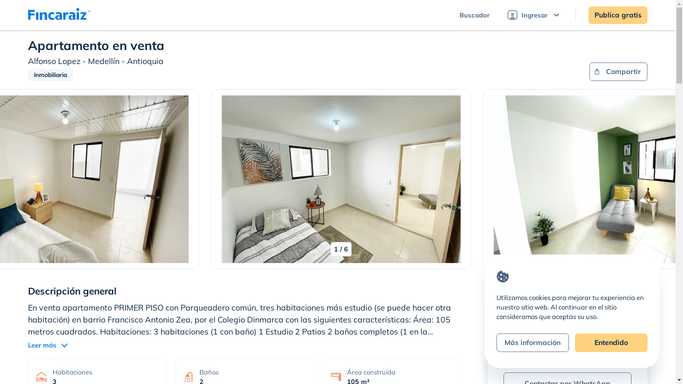 Fincaraiz
Buscador
Ingresar
Publica gratis
Apartamento en venta
Alfonso Lopez - Medellín - Antioquia
Inmobiliaria
Compartir
1 / 6
Descripción general
En venta apartamento PRIMER PISO con Parqueadero común, tres habitaciones más estudio (se puede hacer otra
habitación) en barrio Francisco Antonio Zea, por el Colegio Dinmarca con las siguientes características: Área: 105
metros cuadrados. Habitaciones: 3 habitaciones (1 con baño) 1 Estudio 2 Patios 2 baños completos (1 en la...
Leer más
Habitaciones
3
Baños
2
Área construida
105 m²
Utilizamos cookies para mejorar tu experiencia en
nuestro sitio web. Al continuar en el sitio
consideramos que aceptas su uso.
Más información
Entendido
Contactar por WhatsApp